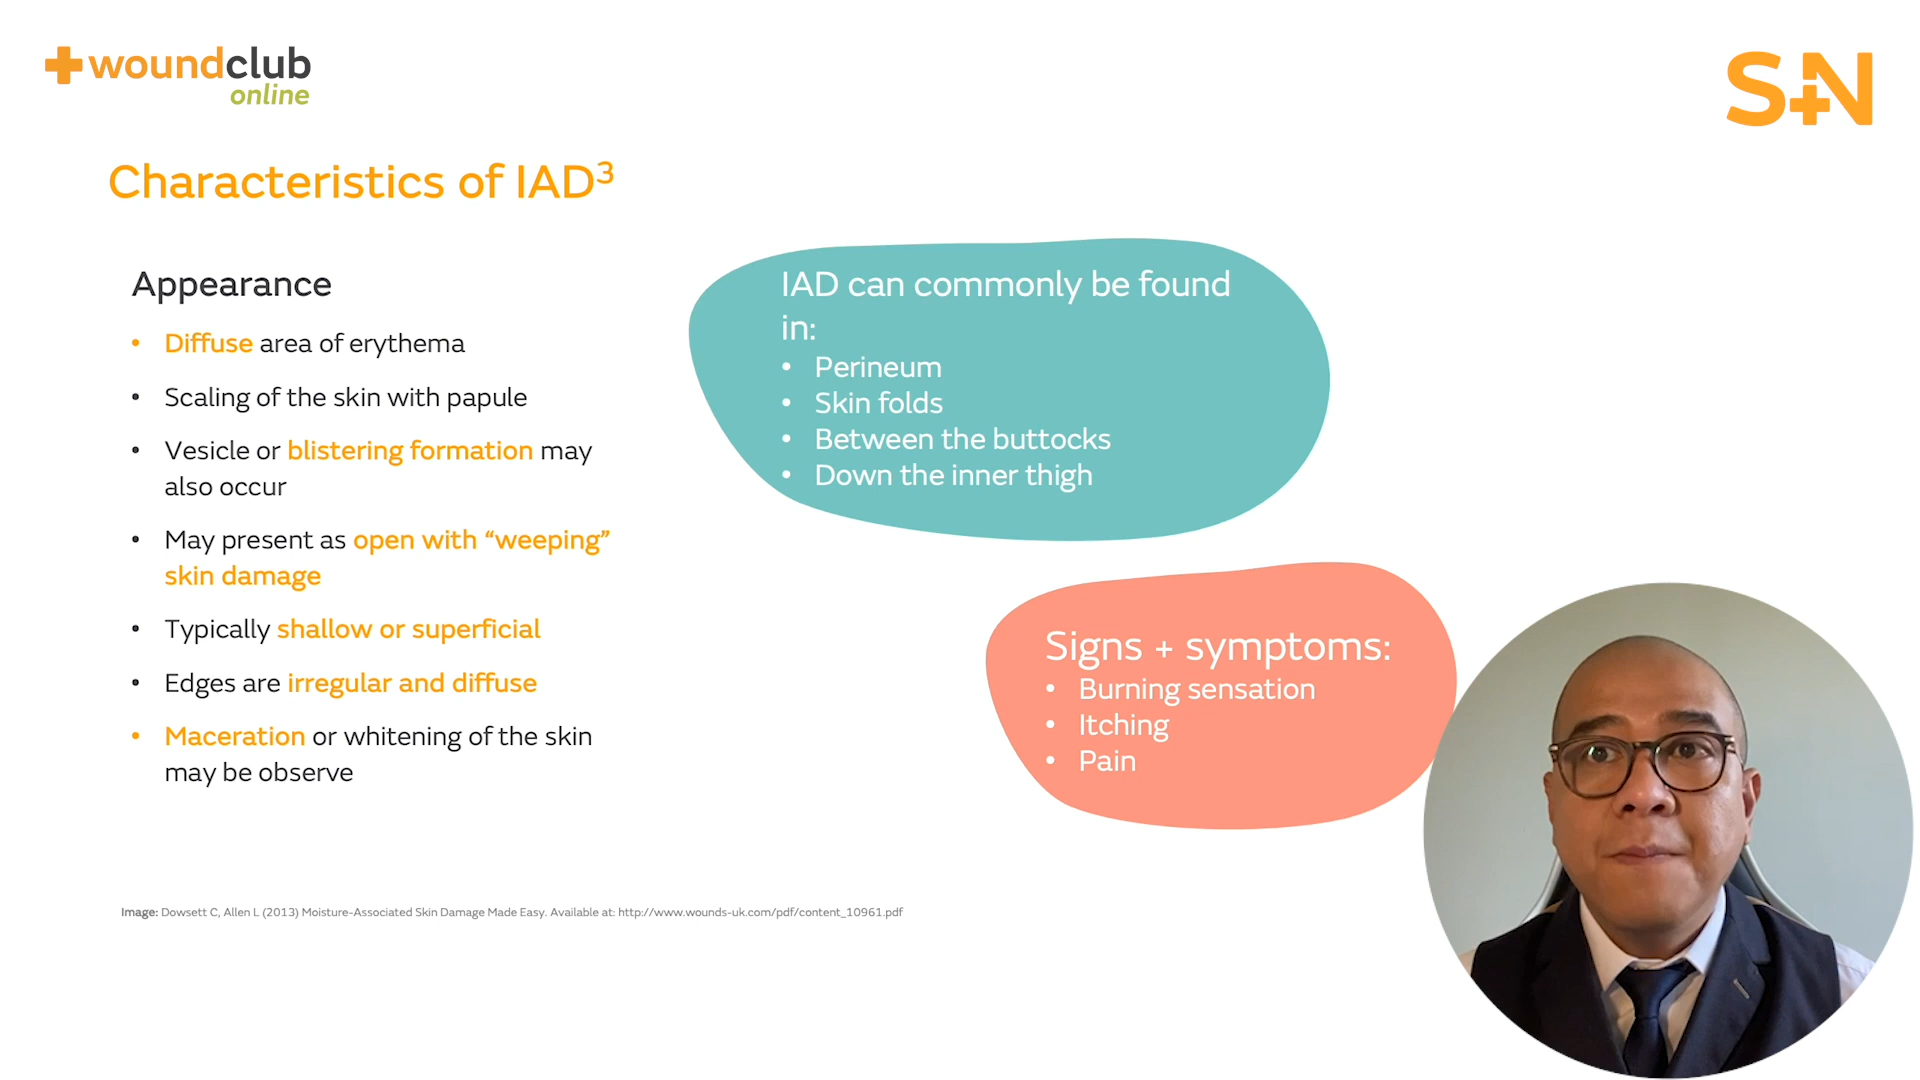 woundclub
online
S+N
Characteristics of IAD³
Appearance
• Diffuse area of erythema
• Scaling of the skin with papule
• Vesicle or blistering formation may
also occur
• May present as open with “weeping”
skin damage
• Typically shallow or superficial
• Edges are irregular and diffuse
• Maceration or whitening of the skin
may be observe
IAD can commonly be found
in:
• Perineum
• Skin folds
• Between the buttocks
• Down the inner thigh
Signs + symptoms:
• Burning sensation
• Itching
• Pain
Image: Dowsett C, Allen L (2013) Moisture-Associated Skin Damage Made Easy. Available at: http://www.wounds-uk.com/pdf/content_10961.pdf